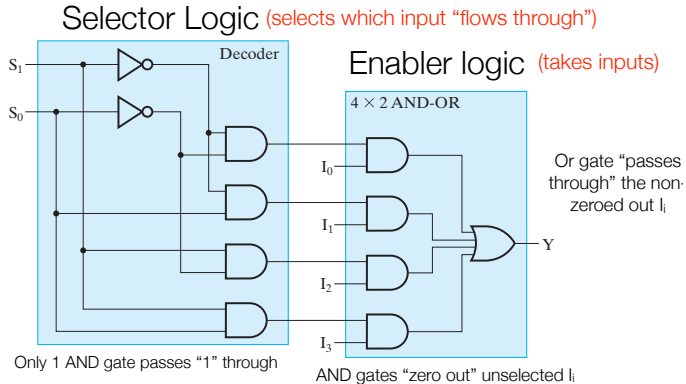 Selector Logic (selects which input “flows through”)
Decoder
S₁
S₀
Enabler logic (takes inputs)
4 × 2 AND-OR
I₀
I₁
I₂
I₃
Y
Or gate “passes
through” the non-
zeroed out Iᵢ
Only 1 AND gate passes “1” through
AND gates “zero out” unselected Iᵢ